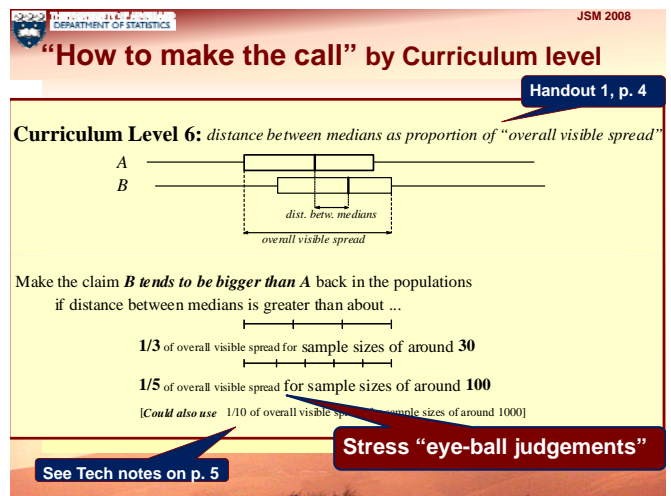 JSM 2008
DEPARTMENT OF STATISTICS
“How to make the call” by Curriculum level
Handout 1, p. 4
Curriculum Level 6: distance between medians as proportion of “overall visible spread”
A
B
dist. betw. medians
overall visible spread
Make the claim B tends to be bigger than A back in the populations
if distance between medians is greater than about ...
1/3 of overall visible spread for sample sizes of around 30
1/5 of overall visible spread for sample sizes of around 100
[Could also use 1/10 of overall visible sample sizes of around 1000]
Stress “eye-ball judgements”
See Tech notes on p. 5